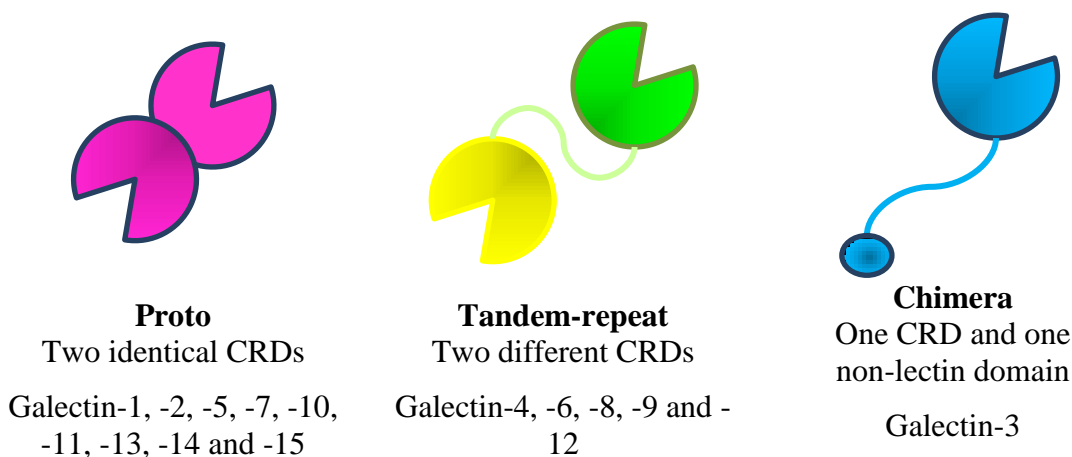 Proto
Two identical CRDs
Galectin-1, -2, -5, -7, -10,
-11, -13, -14 and -15
Tandem-repeat
Two different CRDs
Galectin-4, -6, -8, -9 and -
12
Chimera
One CRD and one
non-lectin domain
Galectin-3